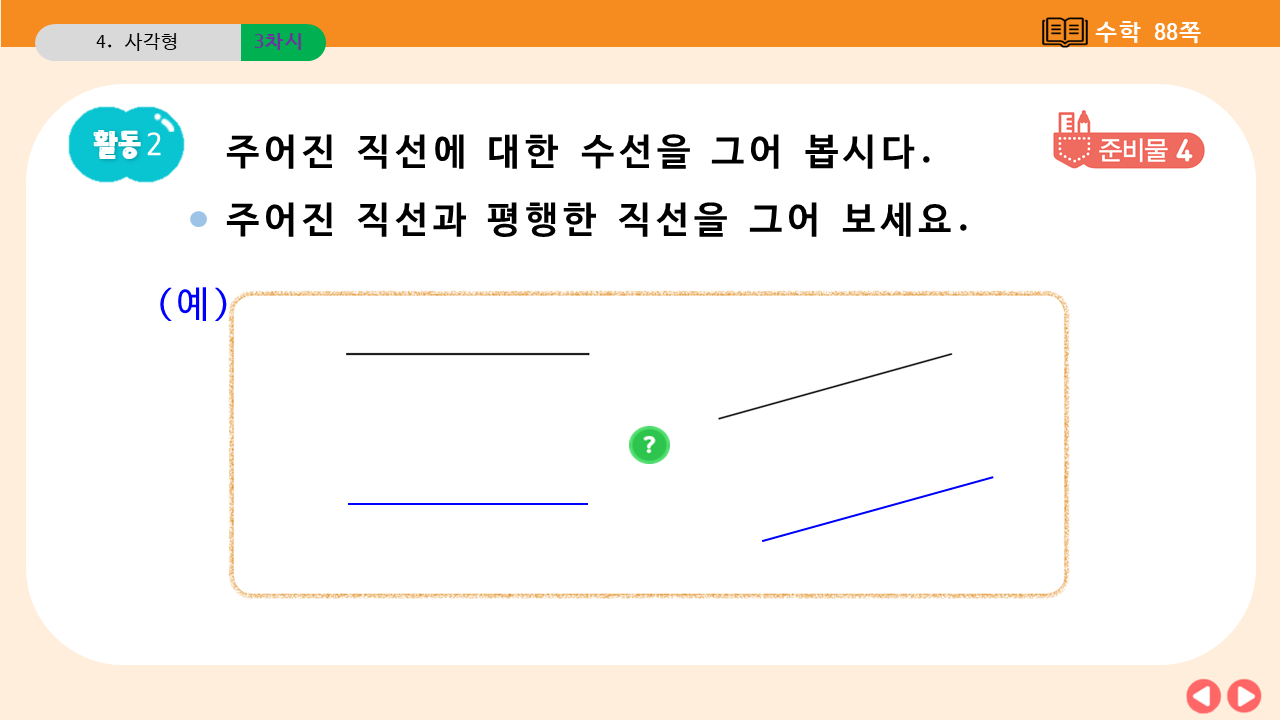 4. 사각형
3차시
수학 88쪽
활동 2
주어진 직선에 대한 수선을 그어 봅시다.
준비물 4
주어진 직선과 평행한 직선을 그어 보세요.
(예)
?